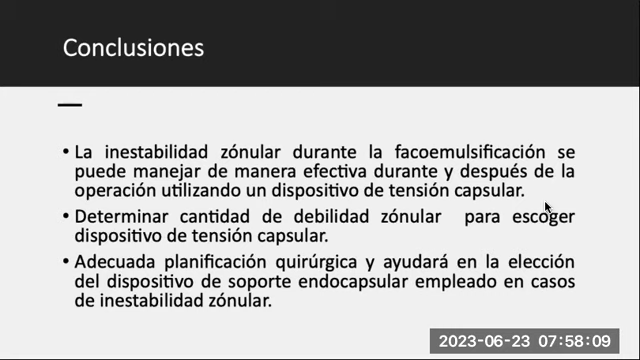 Conclusiones
• La inestabilidad zónular durante la facoemulsificación se
puede manejar de manera efectiva durante y después de la
operación utilizando un dispositivo de tensión capsular.
• Determinar cantidad de debilidad zónular para escoger
dispositivo de tensión capsular.
• Adecuada planificación quirúrgica y ayudará en la elección
del dispositivo de soporte endocapsular empleado en casos
de inestabilidad zónular.
2023-06-23 07:58:09